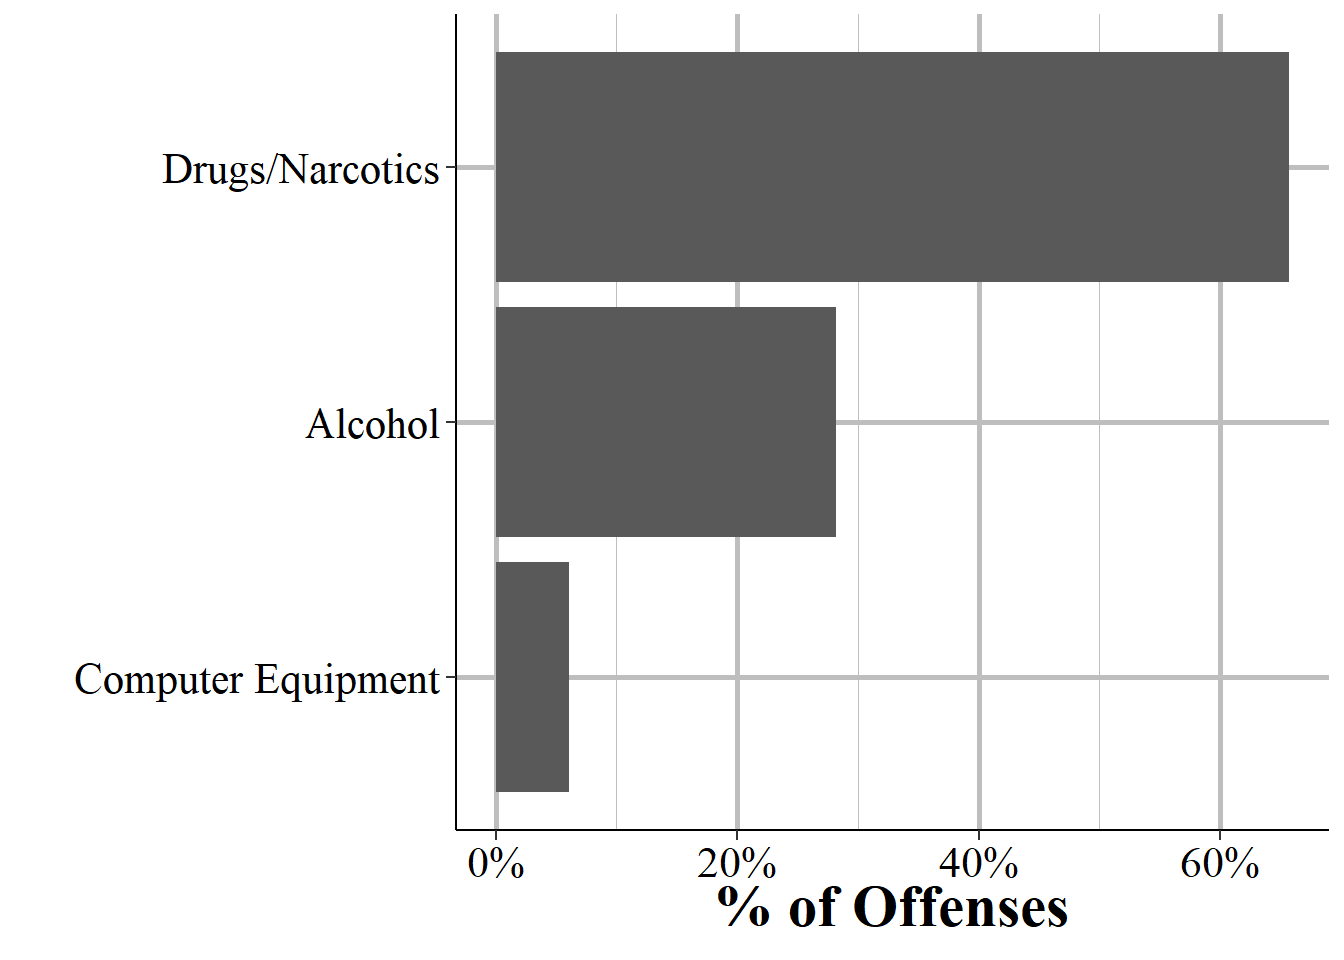 Drugs/Narcotics
Alcohol
Computer Equipment
0% 20% 40% 60%
% of Offenses